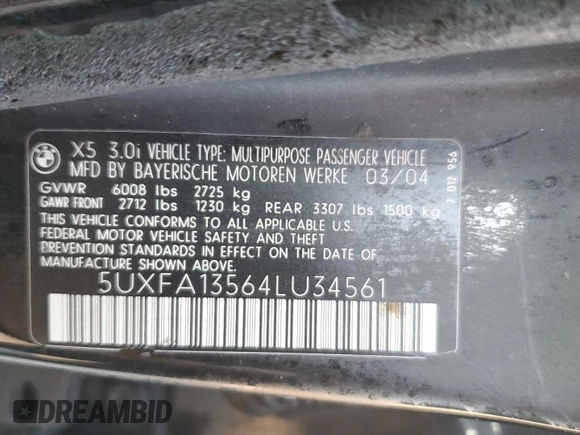 X5 3.0i VEHICLE TYPE: MULTIPURPOSE PASSENGER VEHICLE
MFD BY BAYERISCHE MOTOREN WERKE 03/04
GVWR 6008 lbs 2725 kg
GAWR FRONT 2712 lbs 1230 kg REAR 3307 lbs 1500 kg
THIS VEHICLE CONFORMS TO ALL APPLICABLE U.S.
FEDERAL MOTOR VEHICLE SAFETY AND THEFT
PREVENTION STANDARDS IN EFFECT ON THE DATE OF
MANUFACTURE SHOWN ABOVE.
5UXFA13564LU34561
7 012 956
DREAMBID